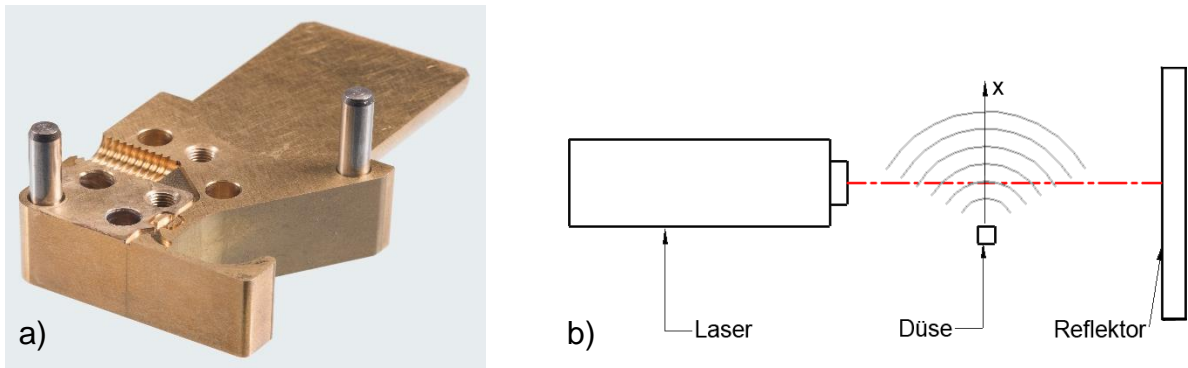 a)
b)
x
Laser
Düse
Reflektor